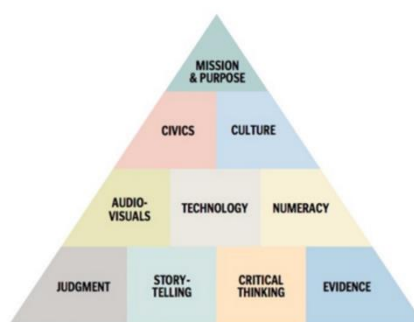 MISSION
& PURPOSE
CIVICS
CULTURE
AUDIO-
VISUALS
TECHNOLOGY
NUMERACY
JUDGMENT
STORY-
TELLING
CRITICAL
THINKING
EVIDENCE